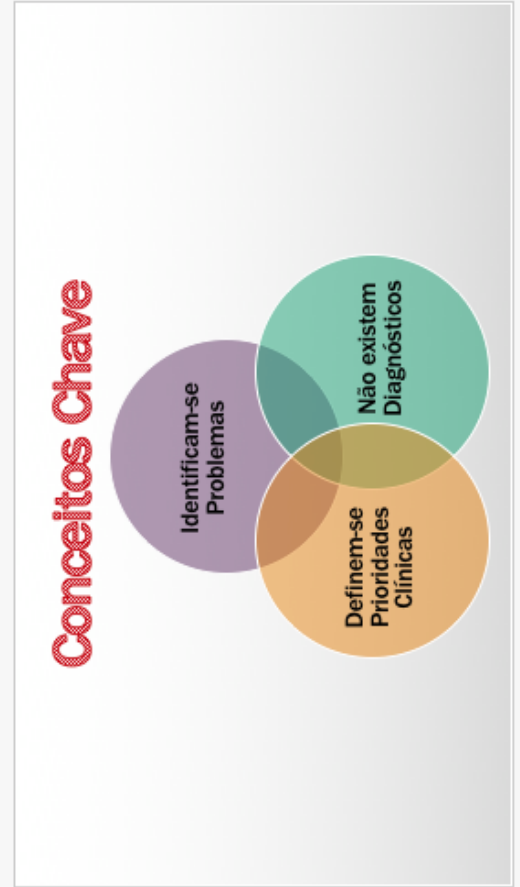 Conceitos Chave
Identificam-se
Problemas
Definem-se
Prioridades
Clínicas
Não existem
Diagnósticos